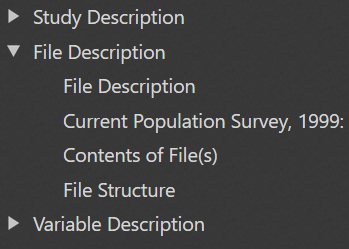 Study Description
File Description
File Description
Current Population Survey, 1999:
Contents of File(s)
File Structure
Variable Description